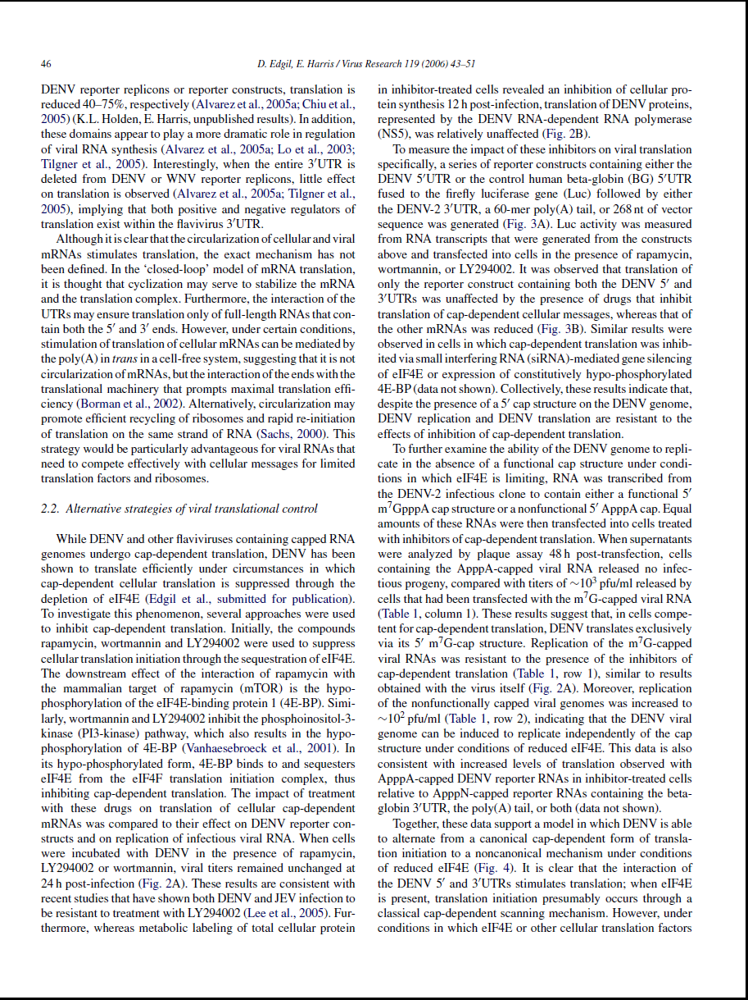 46
D. Edgil, E. Harris / Virus Research 119 (2006) 43–51
DENV reporter replicons or reporter constructs, translation is
reduced 40–75%, respectively (Alvarez et al., 2005a; Chiu et al.,
2005) (K.L. Holden, E. Harris, unpublished results). In addition,
these domains appear to play a more dramatic role in regulation
of viral RNA synthesis (Alvarez et al., 2005a; Lo et al., 2003;
Tilgner et al., 2005). Interestingly, when the entire 3′UTR is
deleted from DENV or WNV reporter replicons, little effect
on translation is observed (Alvarez et al., 2005a; Tilgner et al.,
2005), implying that both positive and negative regulators of
translation exist within the flavivirus 3′UTR.
Although it is clear that the circularization of cellular and viral
mRNAs stimulates translation, the exact mechanism has not
been defined. In the ‘closed-loop’ model of mRNA translation,
it is thought that cyclization may serve to stabilize the mRNA
and the translation complex. Furthermore, the interaction of the
UTRs may ensure translation only of full-length RNAs that con-
tain both the 5′ and 3′ ends. However, under certain conditions,
stimulation of translation of cellular mRNAs can be mediated by
the poly(A) in trans in a cell-free system, suggesting that it is not
circularization of mRNAs, but the interaction of the ends with the
translational machinery that prompts maximal translation effi-
ciency (Borman et al., 2002). Alternatively, circularization may
promote efficient recycling of ribosomes and rapid re-initiation
of translation on the same strand of RNA (Sachs, 2000). This
strategy would be particularly advantageous for viral RNAs that
need to compete effectively with cellular messages for limited
translation factors and ribosomes.
2.2. Alternative strategies of viral translational control
While DENV and other flaviviruses containing capped RNA
genomes undergo cap-dependent translation, DENV has been
shown to translate efficiently under circumstances in which
cap-dependent cellular translation is suppressed through the
depletion of eIF4E (Edgil et al., submitted for publication).
To investigate this phenomenon, several approaches were used
to inhibit cap-dependent translation. Initially, the compounds
rapamycin, wortmannin and LY294002 were used to suppress
cellular translation initiation through the sequestration of eIF4E.
The downstream effect of the interaction of rapamycin with
the mammalian target of rapamycin (mTOR) is the hypo-
phosphorylation of the eIF4E-binding protein 1 (4E-BP). Simi-
larly, wortmannin and LY294002 inhibit the phosphoinositol-3-
kinase (PI3-kinase) pathway, which also results in the hypo-
phosphorylation of 4E-BP (Vanhaesebroeck et al., 2001). In
its hypo-phosphorylated form, 4E-BP binds to and sequesters
eIF4E from the eIF4F translation initiation complex, thus
inhibiting cap-dependent translation. The impact of treatment
with these drugs on translation of cellular cap-dependent
mRNAs was compared to their effect on DENV reporter con-
structs and on replication of infectious viral RNA. When cells
were incubated with DENV in the presence of rapamycin,
LY294002 or wortmannin, viral titers remained unchanged at
24 h post-infection (Fig. 2A). These results are consistent with
recent studies that have shown both DENV and JEV infection to
be resistant to treatment with LY294002 (Lee et al., 2005). Fur-
thermore, whereas metabolic labeling of total cellular protein
in inhibitor-treated cells revealed an inhibition of cellular pro-
tein synthesis 12 h post-infection, translation of DENV proteins,
represented by the DENV RNA-dependent RNA polymerase
(NS5), was relatively unaffected (Fig. 2B).
To measure the impact of these inhibitors on viral translation
specifically, a series of reporter constructs containing either the
DENV 5′UTR or the control human beta-globin (BG) 5′UTR
fused to the firefly luciferase gene (Luc) followed by either
the DENV-2 3′UTR, a 60-mer poly(A) tail, or 268 nt of vector
sequence was generated (Fig. 3A). Luc activity was measured
from RNA transcripts that were generated from the constructs
above and transfected into cells in the presence of rapamycin,
wortmannin, or LY294002. It was observed that translation of
only the reporter construct containing both the DENV 5′ and
3′UTRs was unaffected by the presence of drugs that inhibit
translation of cap-dependent cellular messages, whereas that of
the other mRNAs was reduced (Fig. 3B). Similar results were
observed in cells in which cap-dependent translation was inhib-
ited via small interfering RNA (siRNA)-mediated gene silencing
of eIF4E or expression of constitutively hypo-phosphorylated
4E-BP (data not shown). Collectively, these results indicate that,
despite the presence of a 5′ cap structure on the DENV genome,
DENV replication and DENV translation are resistant to the
effects of inhibition of cap-dependent translation.
To further examine the ability of the DENV genome to repli-
cate in the absence of a functional cap structure under condi-
tions in which eIF4E is limiting, RNA was transcribed from
the DENV-2 infectious clone to contain either a functional 5′
m⁷GpppA cap structure or a nonfunctional 5′ ApppA cap. Equal
amounts of these RNAs were then transfected into cells treated
with inhibitors of cap-dependent translation. When supernatants
were analyzed by plaque assay 48 h post-transfection, cells
containing the ApppA-capped viral RNA released no infec-
tious progeny, compared with titers of ∼10³ pfu/ml released by
cells that had been transfected with the m⁷G-capped viral RNA
(Table 1, column 1). These results suggest that, in cells compe-
tent for cap-dependent translation, DENV translates exclusively
via its 5′ m⁷G-cap structure. Replication of the m⁷G-capped
viral RNAs was resistant to the presence of the inhibitors of
cap-dependent translation (Table 1, row 1), similar to results
obtained with the virus itself (Fig. 2A). Moreover, replication
of the nonfunctionally capped viral genomes was increased to
∼10² pfu/ml (Table 1, row 2), indicating that the DENV viral
genome can be induced to replicate independently of the cap
structure under conditions of reduced eIF4E. This data is also
consistent with increased levels of translation observed with
ApppA-capped DENV reporter RNAs in inhibitor-treated cells
relative to ApppN-capped reporter RNAs containing the beta-
globin 3′UTR, the poly(A) tail, or both (data not shown).
Together, these data support a model in which DENV is able
to alternate from a canonical cap-dependent form of transla-
tion initiation to a noncanonical mechanism under conditions
of reduced eIF4E (Fig. 4). It is clear that the interaction of
the DENV 5′ and 3′UTRs stimulates translation; when eIF4E
is present, translation initiation presumably occurs through a
classical cap-dependent scanning mechanism. However, under
conditions in which eIF4E or other cellular translation factors